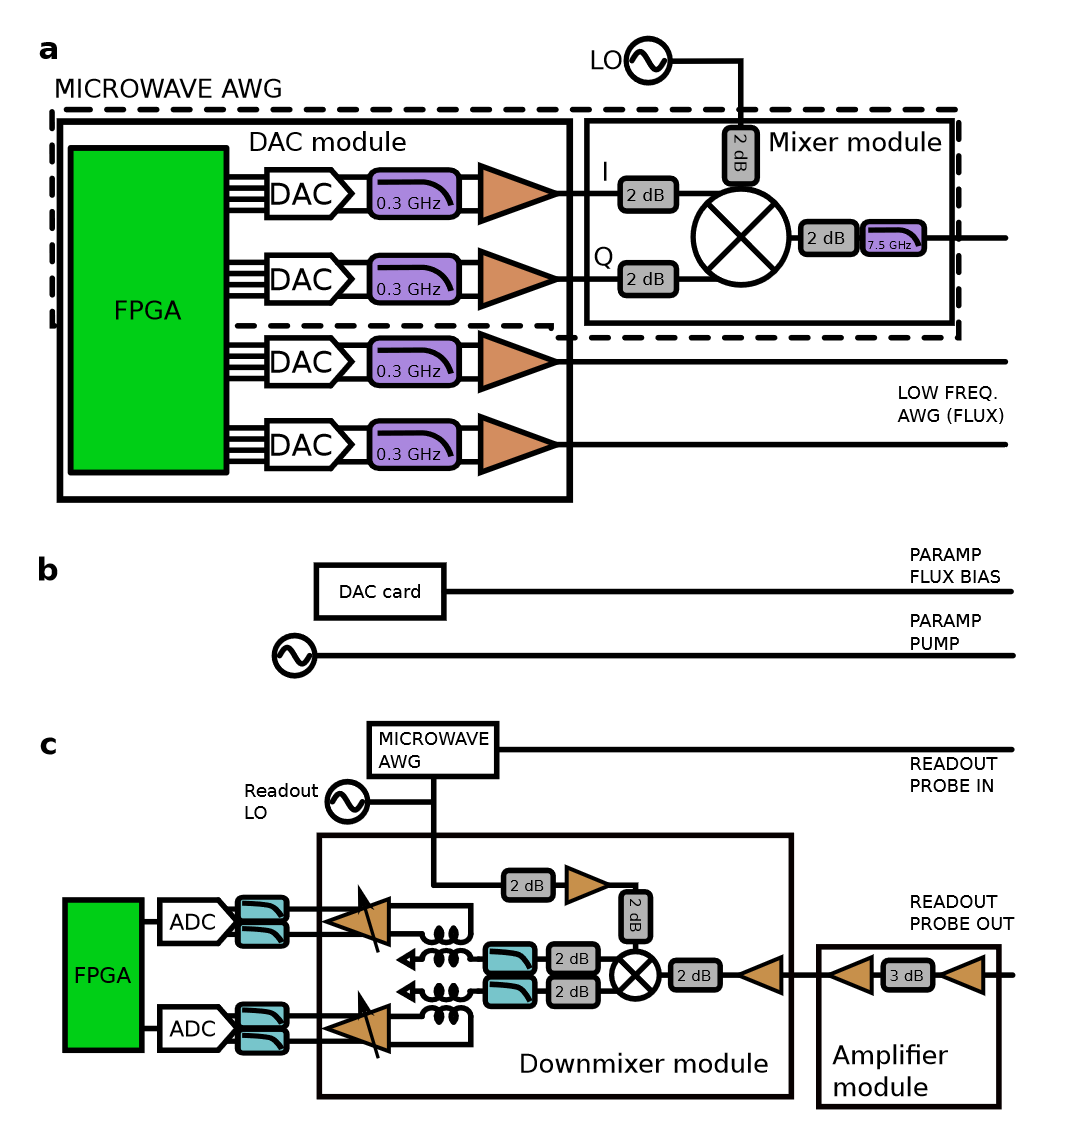 a
LO
MICROWAVE AWG
DAC module
Mixer module
2 dB
I
DAC
0.3 GHz
2 dB
Q
2 dB
7.5 GHz
DAC
0.3 GHz
2 dB
FPGA
DAC
0.3 GHz
LOW FREQ.
AWG (FLUX)
DAC
0.3 GHz
b
PARAMP
FLUX BIAS
DAC card
PARAMP
PUMP
c
MICROWAVE
AWG
READOUT
PROBE IN
Readout
LO
2 dB
2 dB
READOUT
PROBE OUT
ADC
2 dB
FPGA
2 dB
3 dB
2 dB
ADC
Downmixer module
Amplifier
module